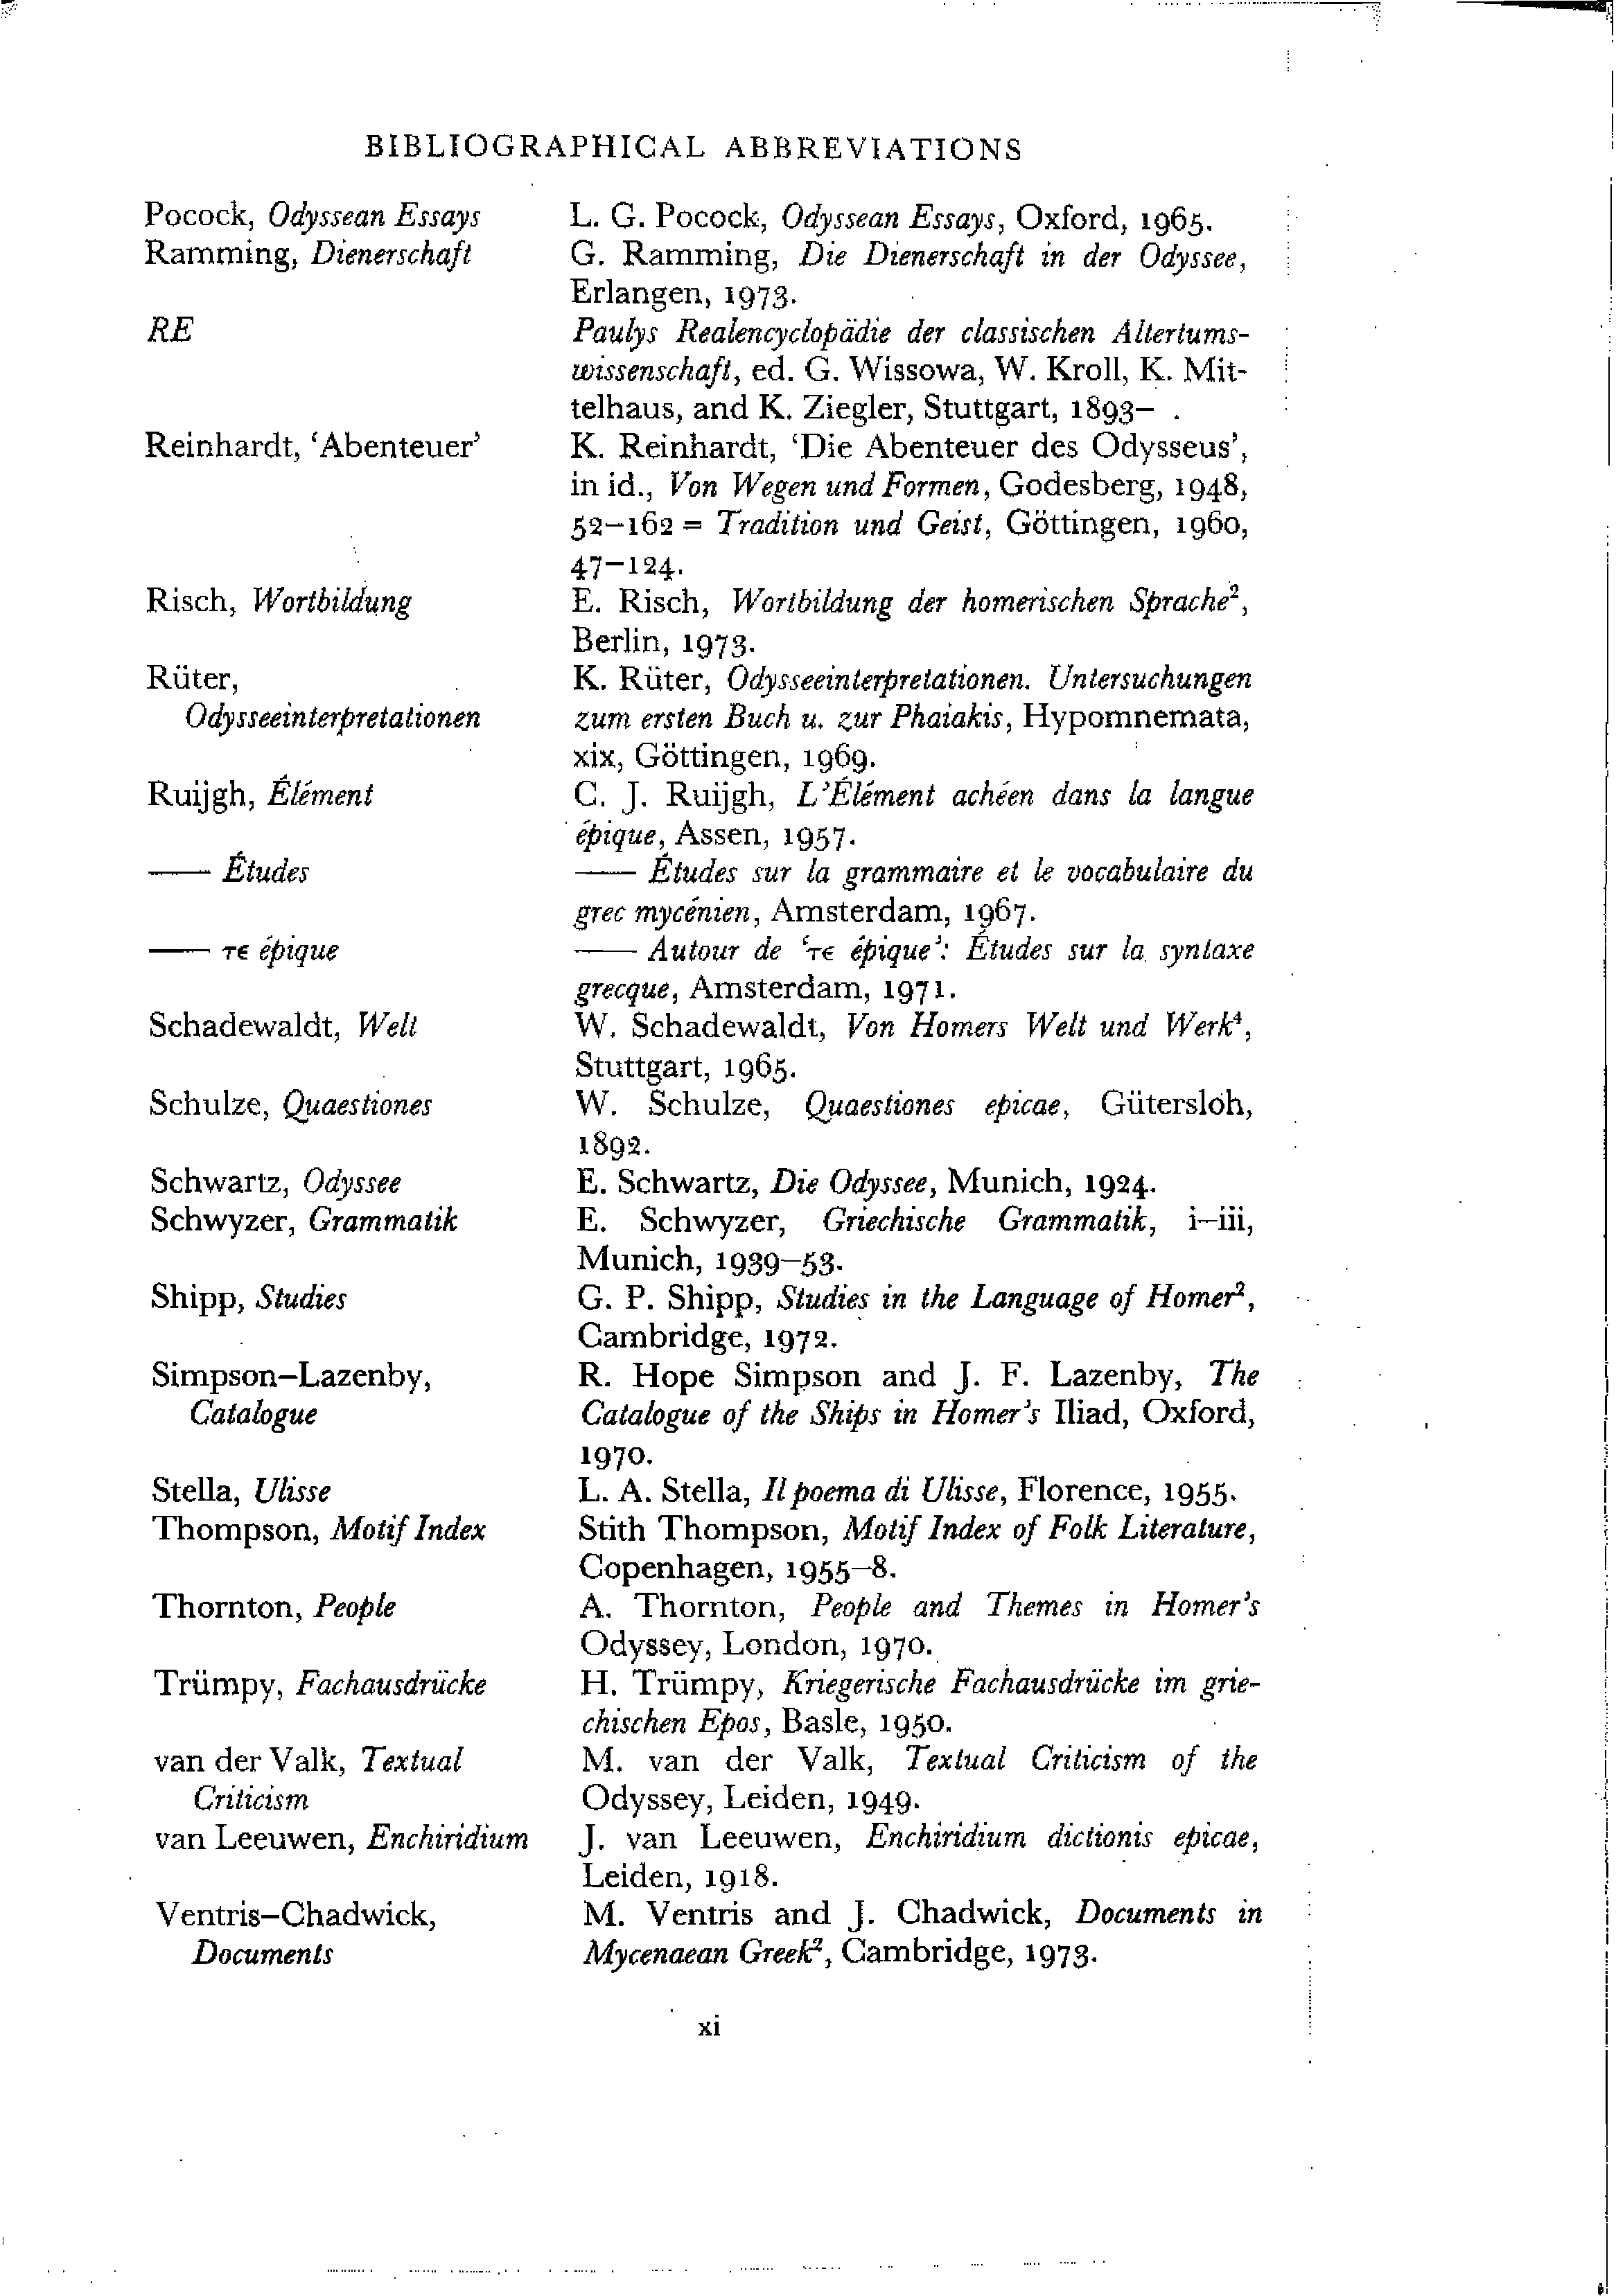 BIBLIOGRAPHICAL ABBREVIATIONS
Pocock, Odyssean Essays L. G. Pocock, Odyssean Essays, Oxford, 1965.
Ramming, Dienerschaft G. Ramming, Die Dienerschaft in der Odyssee,
Erlangen, 1973.
RE Paulys Realencyclopädie der classischen Altertums-
wissenschaft, ed. G. Wissowa, W. Kroll, K. Mit-
telhaus, and K. Ziegler, Stuttgart, 1893– .
Reinhardt, ‘Abenteuer’ K. Reinhardt, ‘Die Abenteuer des Odysseus’,
in id., Von Wegen und Formen, Godesberg, 1948,
52–162 = Tradition und Geist, Göttingen, 1960,
47–124.
Risch, Wortbildung E. Risch, Wortbildung der homerischen Sprache²,
Berlin, 1973.
Rüter, K. Rüter, Odysseeinterpretationen. Untersuchungen
Odysseeinterpretationen zum ersten Buch u. zur Phaiakis, Hypomnemata,
xix, Göttingen, 1969.
Ruijgh, Élément C. J. Ruijgh, L’Élément achéen dans la langue
épique, Assen, 1957.
—— Études —— Études sur la grammaire et le vocabulaire du
grec mycénien, Amsterdam, 1967.
—— τε épique —— Autour de ‘τε épique’: Études sur la syntaxe
grecque, Amsterdam, 1971.
Schadewaldt, Welt W. Schadewaldt, Von Homers Welt und Werk⁴,
Stuttgart, 1965.
Schulze, Quaestiones W. Schulze, Quaestiones epicae, Gütersloh,
1892.
Schwartz, Odyssee E. Schwartz, Die Odyssee, Munich, 1924.
Schwyzer, Grammatik E. Schwyzer, Griechische Grammatik, i–iii,
Munich, 1939–53.
Shipp, Studies G. P. Shipp, Studies in the Language of Homer²,
Cambridge, 1972.
Simpson–Lazenby, R. Hope Simpson and J. F. Lazenby, The
Catalogue Catalogue of the Ships in Homer’s Iliad, Oxford,
1970.
Stella, Ulisse L. A. Stella, Il poema di Ulisse, Florence, 1955.
Thompson, Motif Index Stith Thompson, Motif Index of Folk Literature,
Copenhagen, 1955–8.
Thornton, People A. Thornton, People and Themes in Homer’s
Odyssey, London, 1970.
Trümpy, Fachausdrücke H. Trümpy, Kriegerische Fachausdrücke im grie-
chischen Epos, Basle, 1950.
van der Valk, Textual M. van der Valk, Textual Criticism of the
Criticism Odyssey, Leiden, 1949.
van Leeuwen, Enchiridium J. van Leeuwen, Enchiridium dictionis epicae,
Leiden, 1918.
Ventris–Chadwick, M. Ventris and J. Chadwick, Documents in
Documents Mycenaean Greek², Cambridge, 1973.
xi